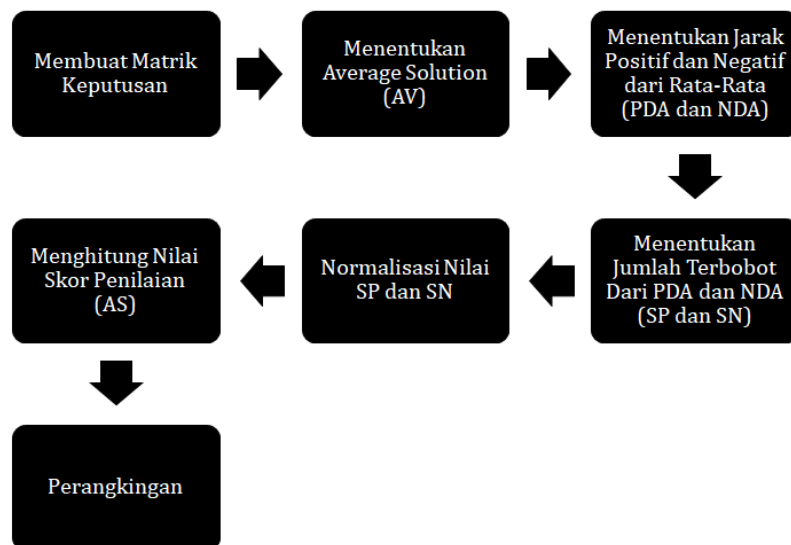 Membuat Matrik
Keputusan
Menentukan
Average Solution
(AV)
Menentukan Jarak
Positif dan Negatif
dari Rata-Rata
(PDA dan NDA)
Menentukan
Jumlah Terbobot
Dari PDA dan NDA
(SP dan SN)
Normalisasi Nilai
SP dan SN
Menghitung Nilai
Skor Penilaian
(AS)
Perangkingan